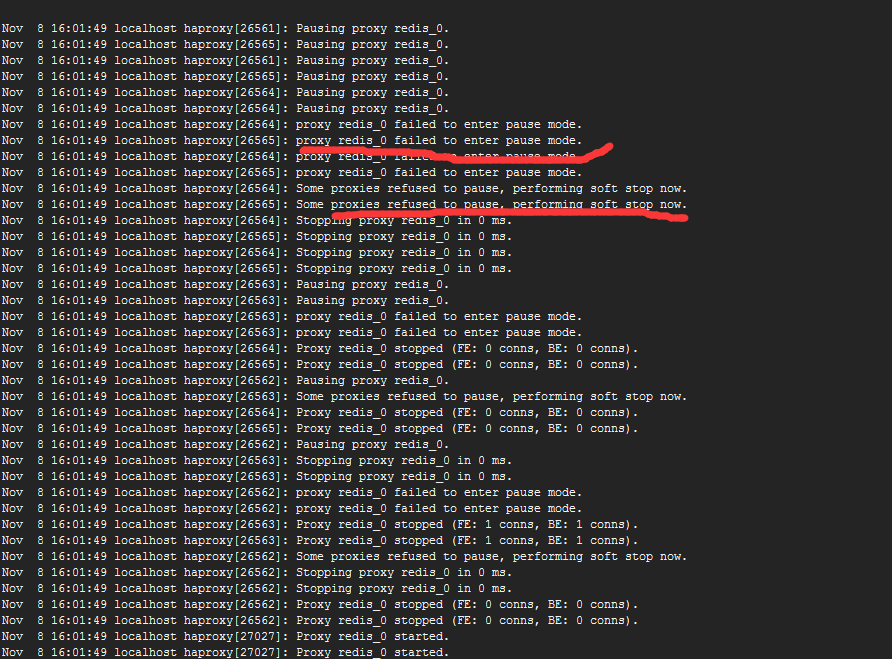 Nov  8 16:01:49 localhost haproxy[26561]: Pausing proxy redis_0.
Nov  8 16:01:49 localhost haproxy[26565]: Pausing proxy redis_0.
Nov  8 16:01:49 localhost haproxy[26561]: Pausing proxy redis_0.
Nov  8 16:01:49 localhost haproxy[26565]: Pausing proxy redis_0.
Nov  8 16:01:49 localhost haproxy[26564]: Pausing proxy redis_0.
Nov  8 16:01:49 localhost haproxy[26564]: Pausing proxy redis_0.
Nov  8 16:01:49 localhost haproxy[26564]: proxy redis_0 failed to enter pause mode.
Nov  8 16:01:49 localhost haproxy[26565]: proxy redis_0 failed to enter pause mode.
Nov  8 16:01:49 localhost haproxy[26564]: proxy redis_0 failed to enter pause mode.
Nov  8 16:01:49 localhost haproxy[26565]: proxy redis_0 failed to enter pause mode.
Nov  8 16:01:49 localhost haproxy[26564]: Some proxies refused to pause, performing soft stop now.
Nov  8 16:01:49 localhost haproxy[26565]: Some proxies refused to pause, performing soft stop now.
Nov  8 16:01:49 localhost haproxy[26564]: Stopping proxy redis_0 in 0 ms.
Nov  8 16:01:49 localhost haproxy[26565]: Stopping proxy redis_0 in 0 ms.
Nov  8 16:01:49 localhost haproxy[26564]: Stopping proxy redis_0 in 0 ms.
Nov  8 16:01:49 localhost haproxy[26565]: Stopping proxy redis_0 in 0 ms.
Nov  8 16:01:49 localhost haproxy[26563]: Pausing proxy redis_0.
Nov  8 16:01:49 localhost haproxy[26563]: Pausing proxy redis_0.
Nov  8 16:01:49 localhost haproxy[26563]: proxy redis_0 failed to enter pause mode.
Nov  8 16:01:49 localhost haproxy[26563]: proxy redis_0 failed to enter pause mode.
Nov  8 16:01:49 localhost haproxy[26564]: Proxy redis_0 stopped (FE: 0 conns, BE: 0 conns).
Nov  8 16:01:49 localhost haproxy[26565]: Proxy redis_0 stopped (FE: 0 conns, BE: 0 conns).
Nov  8 16:01:49 localhost haproxy[26562]: Pausing proxy redis_0.
Nov  8 16:01:49 localhost haproxy[26563]: Some proxies refused to pause, performing soft stop now.
Nov  8 16:01:49 localhost haproxy[26564]: Proxy redis_0 stopped (FE: 0 conns, BE: 0 conns).
Nov  8 16:01:49 localhost haproxy[26565]: Proxy redis_0 stopped (FE: 0 conns, BE: 0 conns).
Nov  8 16:01:49 localhost haproxy[26562]: Pausing proxy redis_0.
Nov  8 16:01:49 localhost haproxy[26563]: Stopping proxy redis_0 in 0 ms.
Nov  8 16:01:49 localhost haproxy[26563]: Stopping proxy redis_0 in 0 ms.
Nov  8 16:01:49 localhost haproxy[26562]: proxy redis_0 failed to enter pause mode.
Nov  8 16:01:49 localhost haproxy[26562]: proxy redis_0 failed to enter pause mode.
Nov  8 16:01:49 localhost haproxy[26563]: Proxy redis_0 stopped (FE: 1 conns, BE: 1 conns).
Nov  8 16:01:49 localhost haproxy[26563]: Proxy redis_0 stopped (FE: 1 conns, BE: 1 conns).
Nov  8 16:01:49 localhost haproxy[26562]: Some proxies refused to pause, performing soft stop now.
Nov  8 16:01:49 localhost haproxy[26562]: Stopping proxy redis_0 in 0 ms.
Nov  8 16:01:49 localhost haproxy[26562]: Stopping proxy redis_0 in 0 ms.
Nov  8 16:01:49 localhost haproxy[26562]: Proxy redis_0 stopped (FE: 0 conns, BE: 0 conns).
Nov  8 16:01:49 localhost haproxy[26562]: Proxy redis_0 stopped (FE: 0 conns, BE: 0 conns).
Nov  8 16:01:49 localhost haproxy[27027]: Proxy redis_0 started.
Nov  8 16:01:49 localhost haproxy[27027]: Proxy redis_0 started.